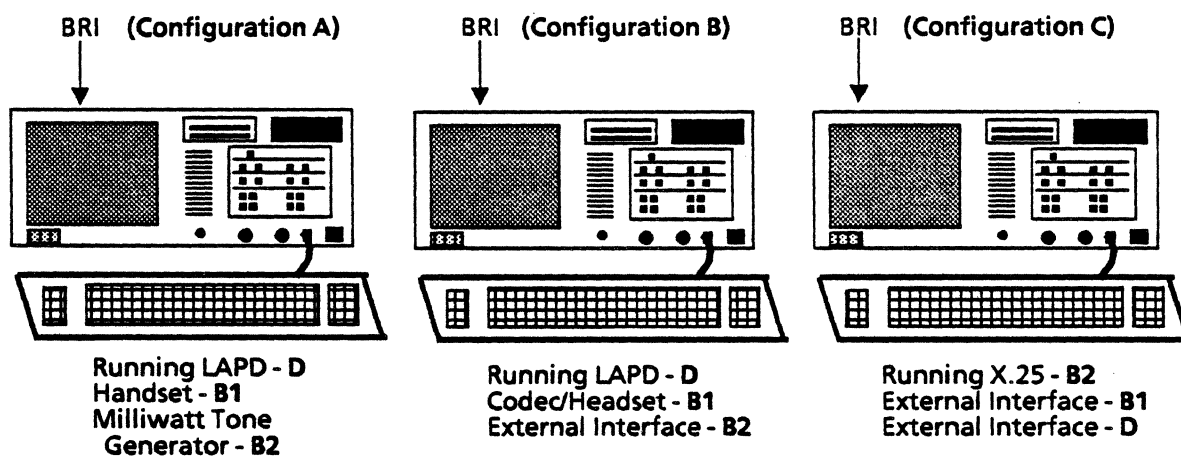 BRI (Configuration A)
BRI (Configuration B)
BRI (Configuration C)
Running LAPD - D
Handset - B1
Milliwatt Tone
Generator - B2
Running LAPD - D
Codec/Headset - B1
External Interface - B2
Running X.25 - B2
External Interface - B1
External Interface - D